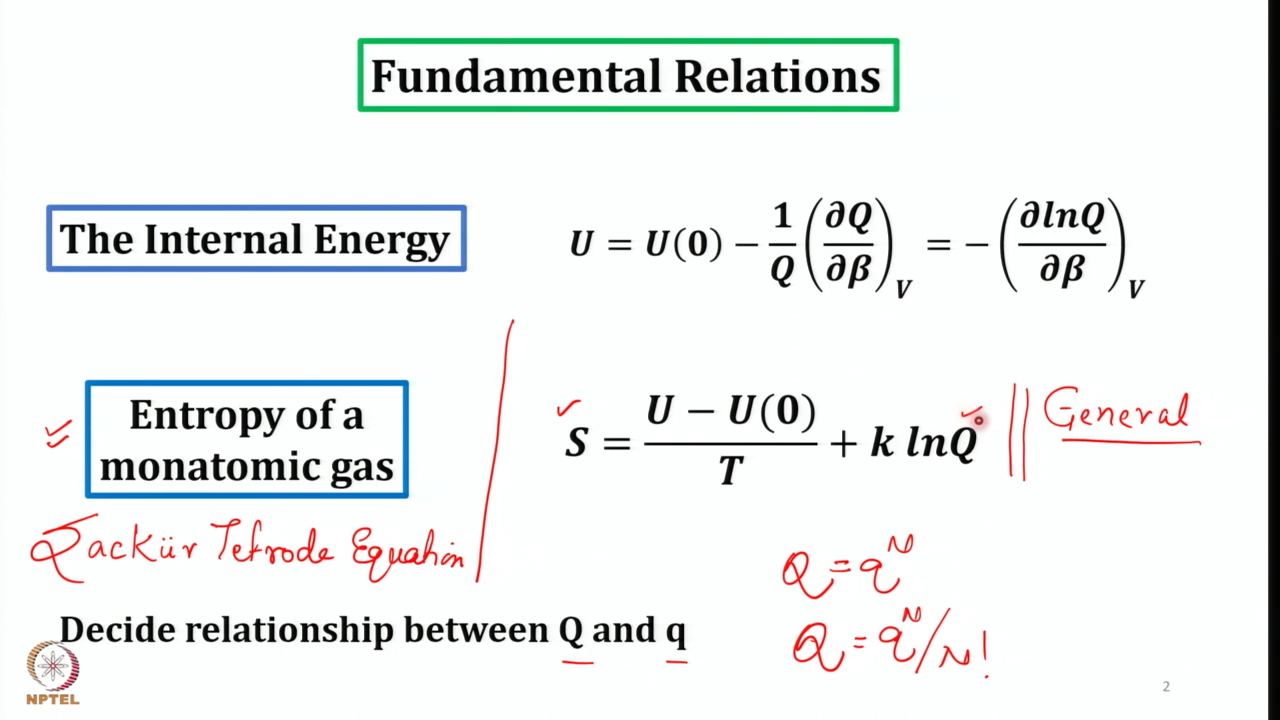 Fundamental Relations
The Internal Energy
U = U(0) − 1/Q (∂Q/∂β)_V = − (∂lnQ/∂β)_V
Entropy of a
monatomic gas
S = (U − U(0))/T + k lnQ
General
Sackür Tetrode Equation
Q = q^N
Decide relationship between Q and q
Q = q^N/N!
NPTEL
2